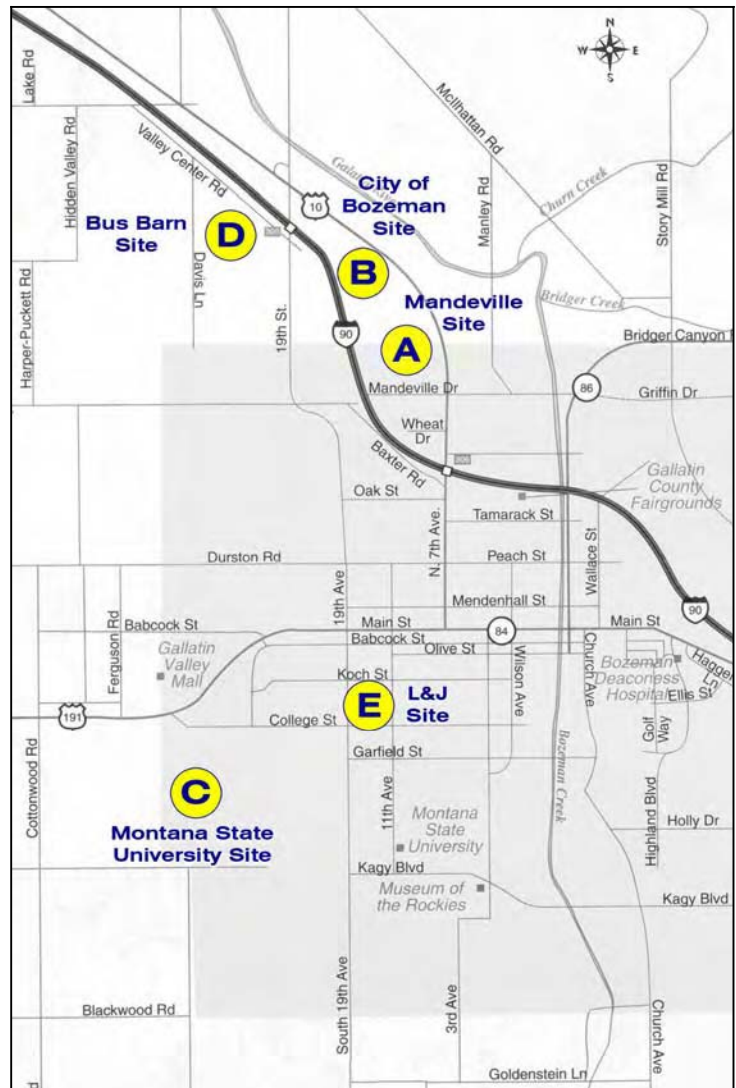 N
W E
S
Lake Rd
Hidden Valley Rd
Valley Center Rd
McIlhattan Rd
Manley Rd
Churn Creek
Story Mill Rd
10
City of
Bozeman
Site
Bus Barn
Site
D
B
Davis Ln
Harper-Puckett Rd
19th St.
90
Mandeville
Site
A
Bridger Creek
Bridger Canyon
86
Mandeville Dr
Griffin Dr
Wheat
Dr
Baxter Rd
Gallatin
County
Fairgrounds
Oak St
Tamarack St
N. 7th Ave.
Wallace St
Durston Rd
Peach St
19th Ave
Mendenhall St
90
Ferguson Rd
Babcock St
Main St
84
Main St
Babcock St
Olive St
Gallatin
Valley
Mall
Koch St
Wilson Ave
Church Ave
Bozeman
Deaconess
Hospital
Ln
Ellis St
E
L&J
Site
191
College St
Golf
Way
Garfield St
Cottonwood Rd
C
11th Ave
Bozeman Creek
Highland Blvd
Montana State
University Site
Montana
State
University
Holly Dr
Kagy Blvd
Museum of
the Rockies
Kagy Blvd
South 19th Ave
3rd Ave
Blackwood Rd
Church Ave
Goldenstein Ln